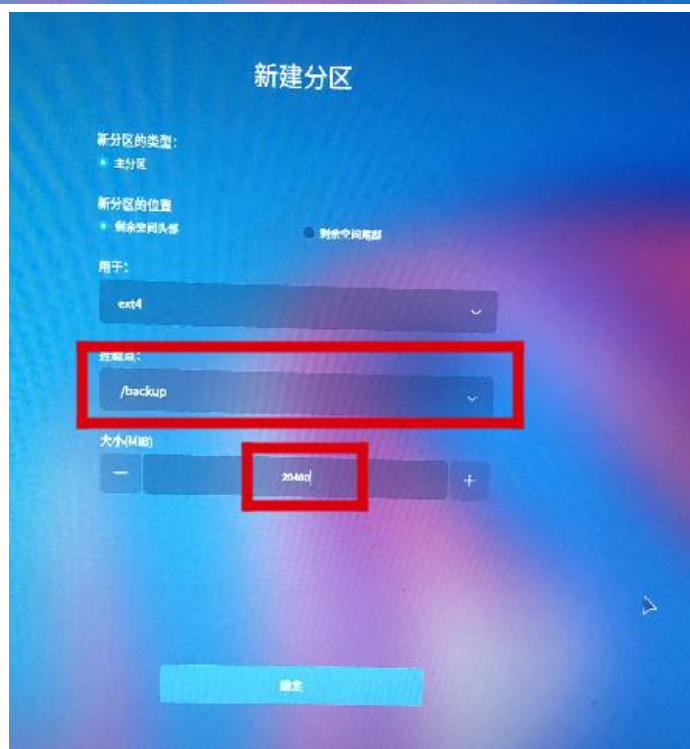 新建分区
新分区的类型:
主分区
新分区的位置
剩余空间头部 剩余空间尾部
用于:
ext4
挂载点:
/backup
大小(MiB)
20480
确定